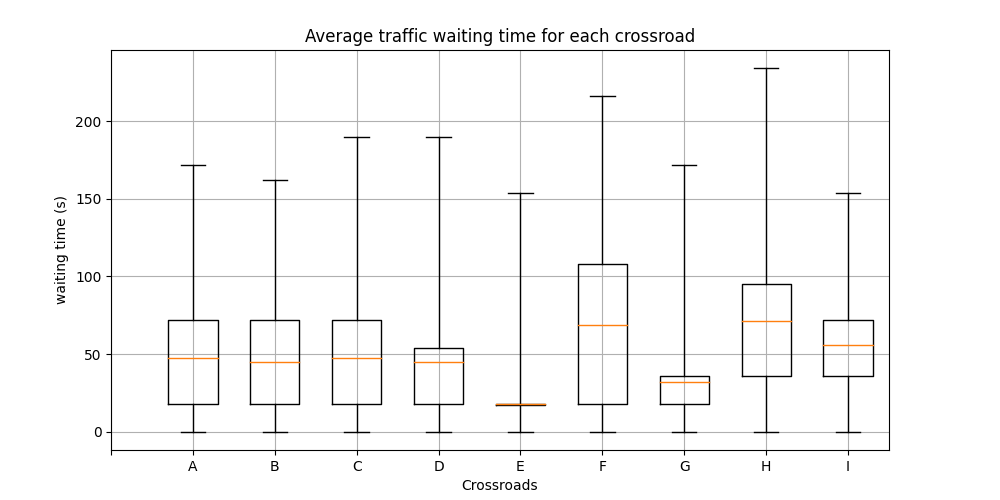 Average traffic waiting time for each crossroad
waiting time (s)
200
150
100
50
0
A B C D E F G H I
Crossroads